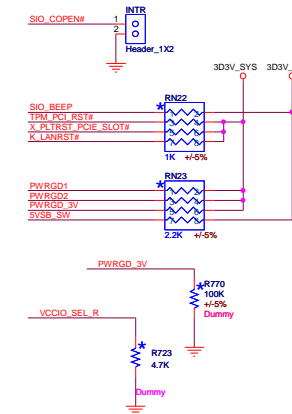 INTR
SIO_COPEN#
1
2
Header_1X2
3D3V_SYS 3D3V_
RN22
SIO_BEEP
TPM_PCI_RST#
X_PLTRST_PCIE_SLOT#
K_LANRST#
1K +/-5%
RN23
PWRGD1
PWRGD2
PWRGD_3V
5VSB_SW
2.2K +/-5%
PWRGD_3V
R770
100K
+/-5%
Dummy
VCCIO_SEL_R
R723
4.7K
Dummy